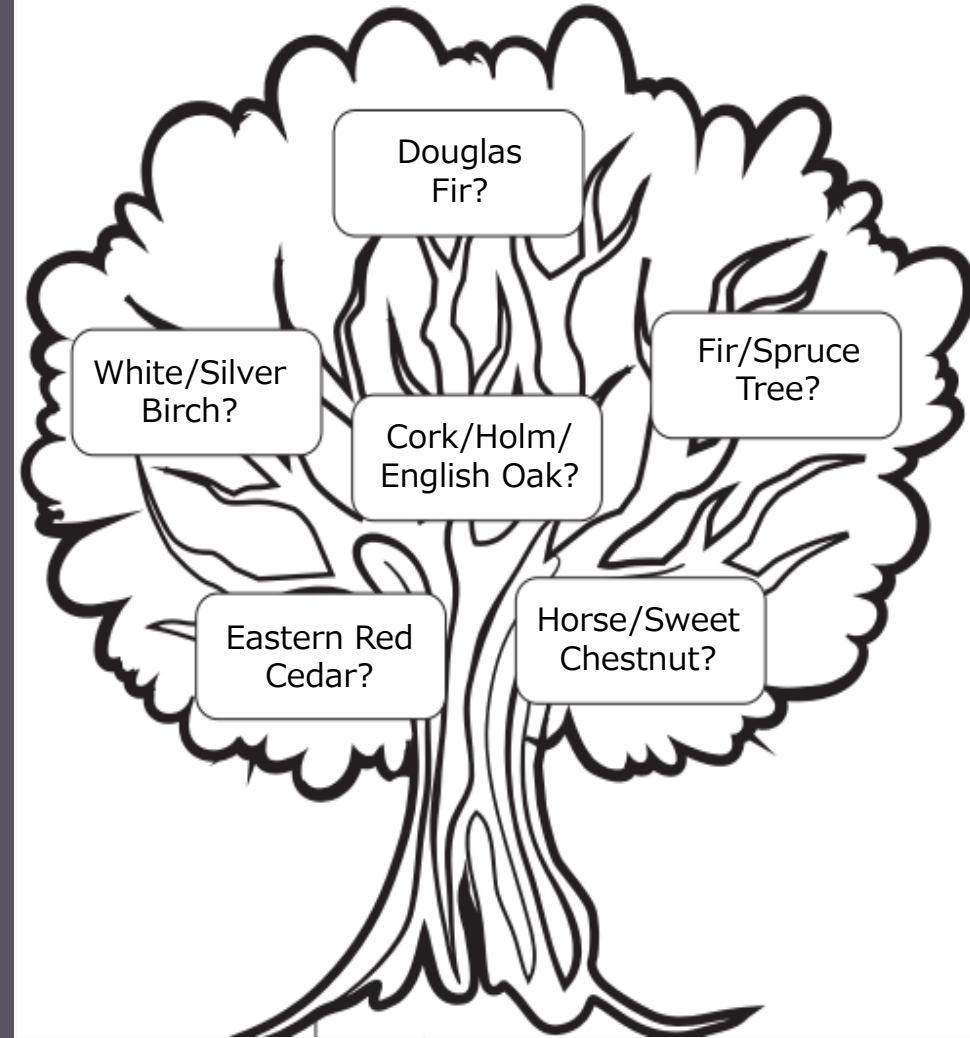 Douglas
Fir?
White/Silver
Birch?
Fir/Spruce
Tree?
Cork/Holm/
English Oak?
Eastern Red
Cedar?
Horse/Sweet
Chestnut?